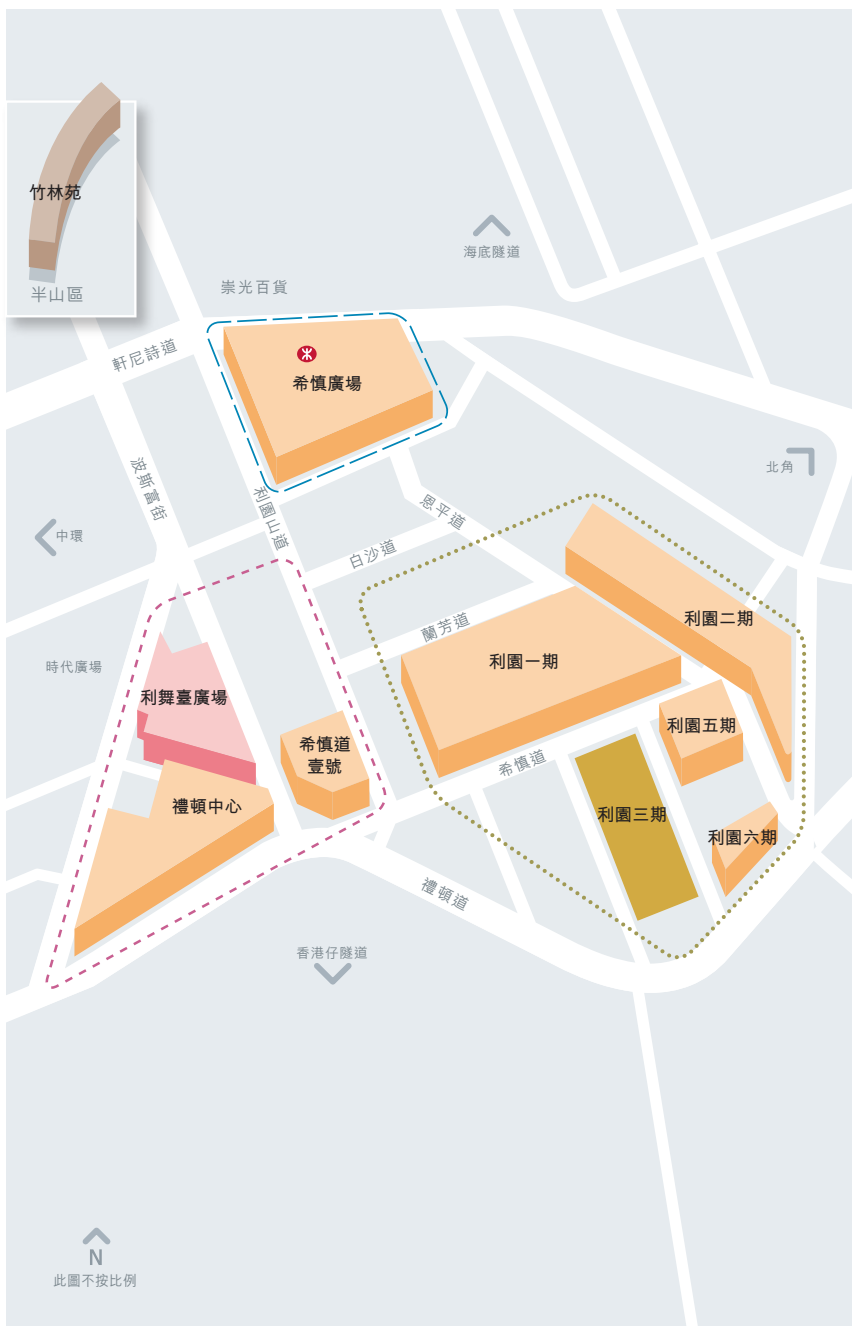 竹林苑
半山區
海底隧道
崇光百貨
軒尼詩道
希慎廣場
波斯富街
利園山道
恩平道
北角
中環
白沙道
蘭芳道
利園二期
時代廣場
利園一期
利舞臺廣場
利園五期
希慎道
壹號
希慎道
禮頓中心
利園三期
利園六期
禮頓道
香港仔隧道
N
此圖不按比例